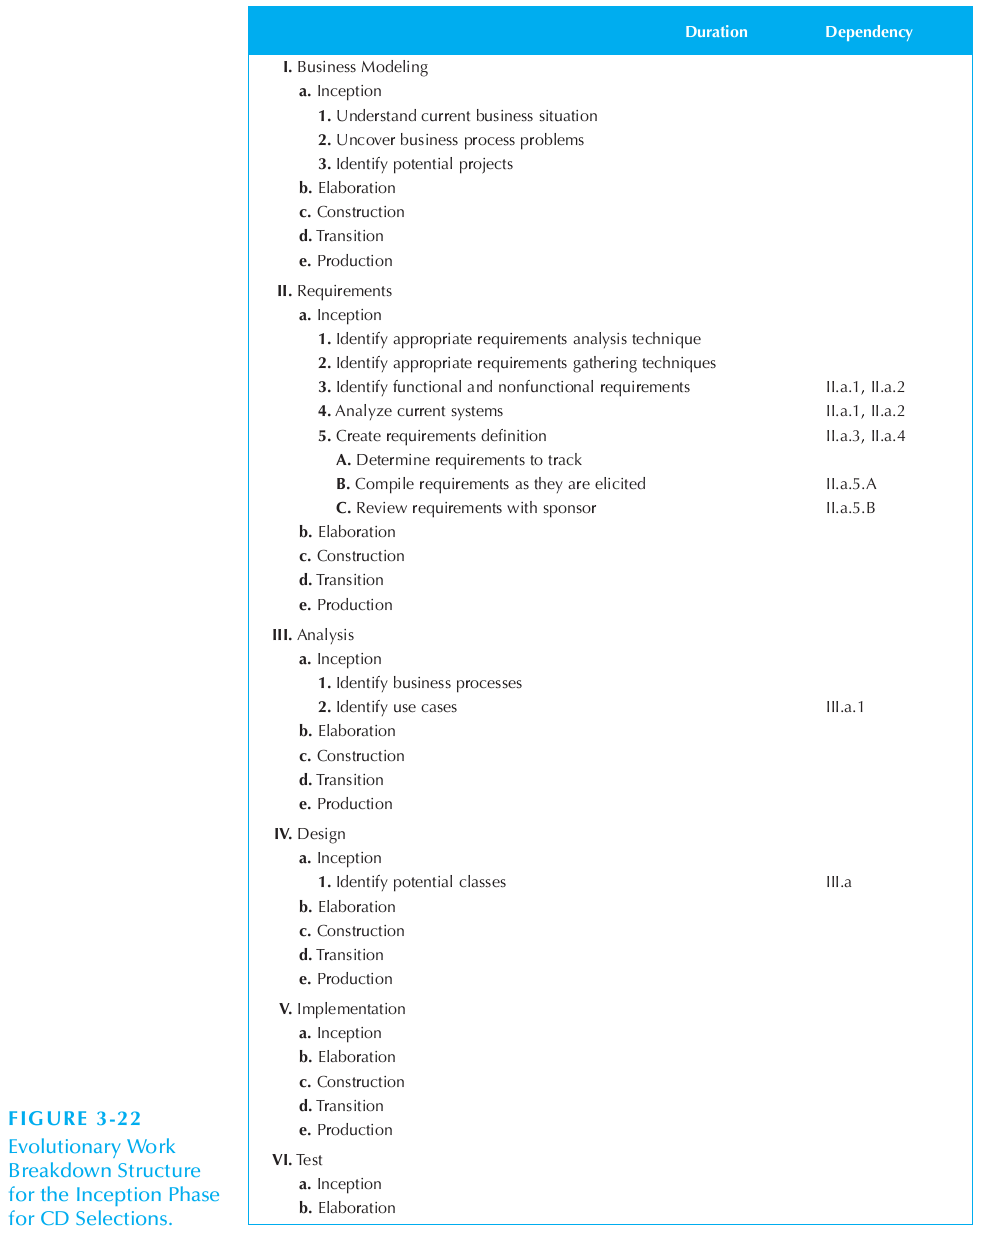 Duration Dependency
I. Business Modeling
a. Inception
1. Understand current business situation
2. Uncover business process problems
3. Identify potential projects
b. Elaboration
c. Construction
d. Transition
e. Production
II. Requirements
a. Inception
1. Identify appropriate requirements analysis technique
2. Identify appropriate requirements gathering techniques
3. Identify functional and nonfunctional requirements II.a.1, II.a.2
4. Analyze current systems II.a.1, II.a.2
5. Create requirements definition II.a.3, II.a.4
A. Determine requirements to track
B. Compile requirements as they are elicited II.a.5.A
C. Review requirements with sponsor II.a.5.B
b. Elaboration
c. Construction
d. Transition
e. Production
III. Analysis
a. Inception
1. Identify business processes
2. Identify use cases III.a.1
b. Elaboration
c. Construction
d. Transition
e. Production
IV. Design
a. Inception
1. Identify potential classes III.a
b. Elaboration
c. Construction
d. Transition
e. Production
V. Implementation
a. Inception
b. Elaboration
c. Construction
d. Transition
e. Production
VI. Test
a. Inception
b. Elaboration
FIGURE 3-22
Evolutionary Work
Breakdown Structure
for the Inception Phase
for CD Selections.